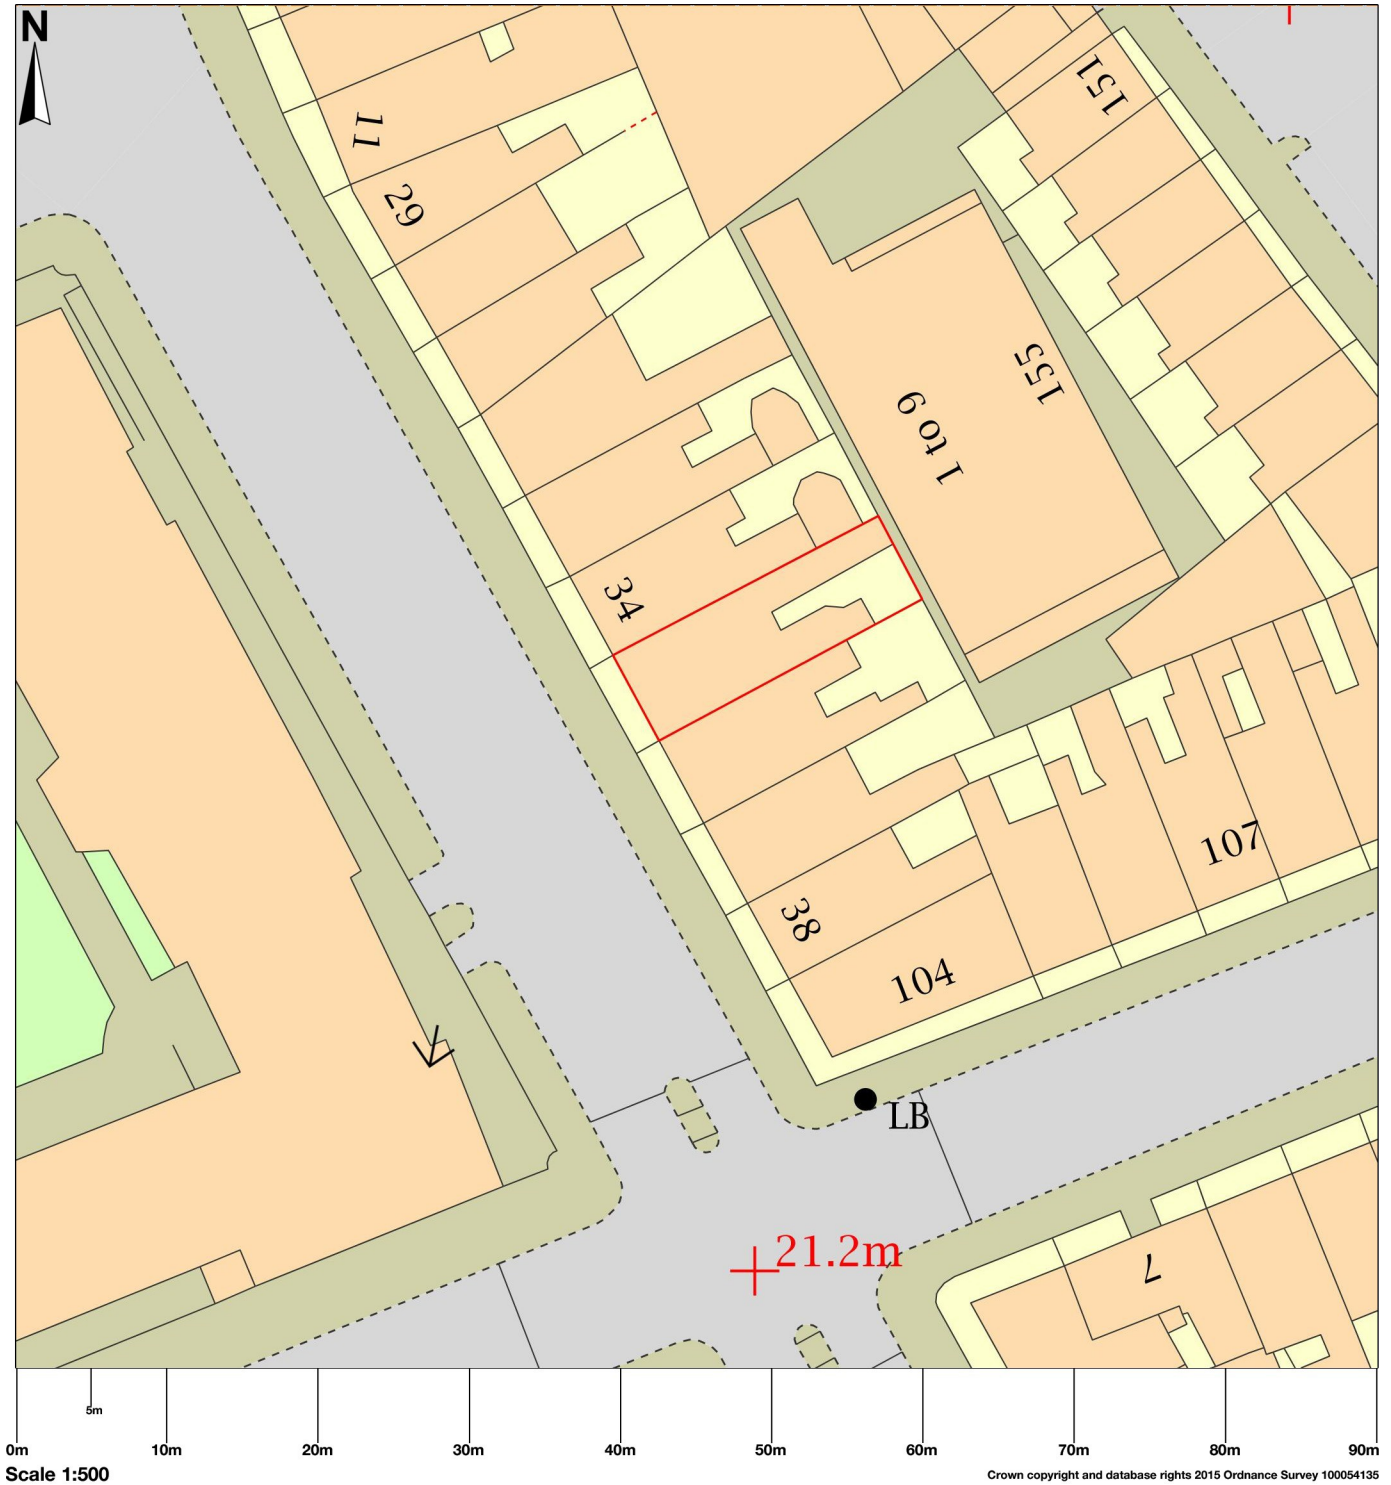 N
151
11
29
155
1 to 9
34
107
38
104
LB
21.2m
7
5m
0m 10m 20m 30m 40m 50m 60m 70m 80m 90m
Scale 1:500
Crown copyright and database rights 2015 Ordnance Survey 100054135